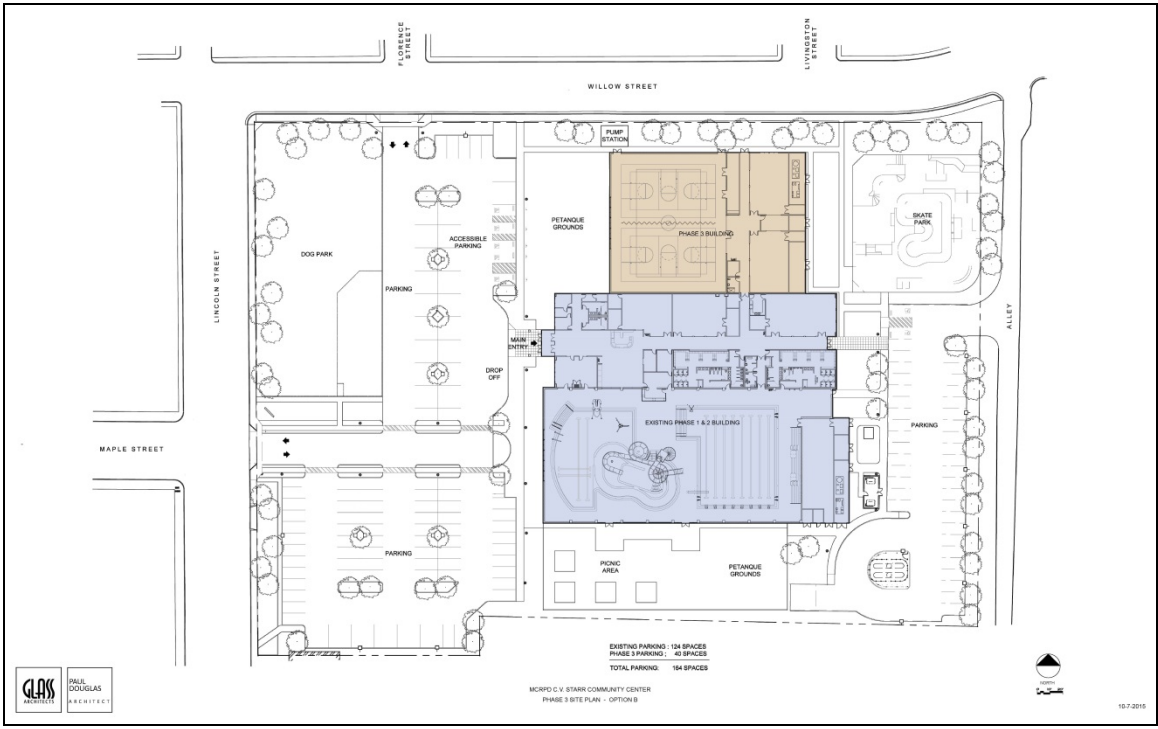 FLORENCE
STREET
LIVINGSTON
STREET
WILLOW STREET
PUMP
STATION
PETANQUE
GROUNDS
PHASE 3 BUILDING
SKATE
PARK
ACCESSIBLE
PARKING
DOG PARK
PARKING
LINCOLN STREET
ALLEY
MAIN
ENTRY
DROP
OFF
EXISTING PHASE 1 & 2 BUILDING
PARKING
MAPLE STREET
PARKING
PICNIC
AREA
PETANQUE
GROUNDS
EXISTING PARKING : 124 SPACES
PHASE 3 PARKING ; 40 SPACES
TOTAL PARKING: 164 SPACES
GLASS
ARCHITECTS
PAUL
DOUGLAS
ARCHITECT
MCRPD C.V. STARR COMMUNITY CENTER
PHASE 3 SITE PLAN - OPTION B
NORTH
10-7-2015